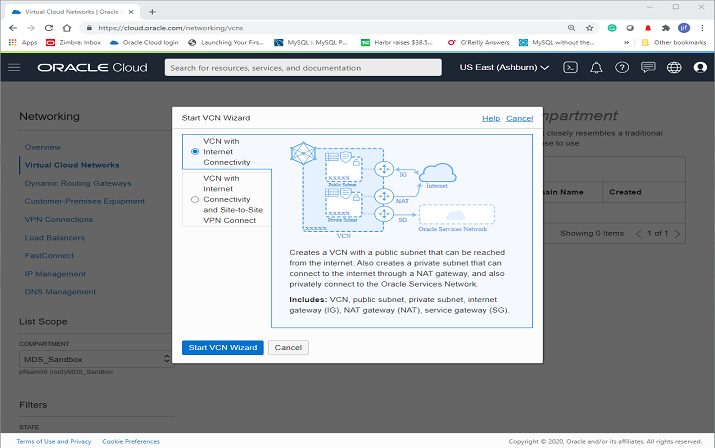 Virtual Cloud Networks | Oracle
https://cloud.oracle.com/networking/vcns
pf
Apps
Zimbra: Inbox
Oracle Cloud login
Launching Your Firs...
MySQL :: MySQL P...
Harbr raises $38.5...
O'Reilly Answers
MySQL without the...
Other bookmarks
ORACLE Cloud
Search for resources, services, and documentation
US East (Ashburn)
Networking
Overview
Virtual Cloud Networks
Dynamic Routing Gateways
Customer-Premises Equipment
VPN Connections
Load Balancers
FastConnect
IP Management
DNS Management
List Scope
COMPARTMENT
MDS_Sandbox
pflearn56 (root)/MDS_Sandbox
Filters
STATE
Start VCN Wizard
Help
Cancel
VCN with
Internet
Connectivity
VCN with
Internet
Connectivity
and Site-to-Site
VPN Connect
xxxxx/x
Public Subnet
xxxxx/x
Private Subnet
xxxxx/x
VCN
IG
NAT
SG
Internet
Oracle Services Network
Creates a VCN with a public subnet that can be reached
from the internet. Also creates a private subnet that can
connect to the internet through a NAT gateway, and also
privately connect to the Oracle Services Network.
Includes: VCN, public subnet, private subnet, internet
gateway (IG), NAT gateway (NAT), service gateway (SG).
Start VCN Wizard
Cancel
mpartment
closely resembles a traditional
se to use.
ain Name
Created
Showing 0 Items
1 of 1
Terms of Use and Privacy
Cookie Preferences
Copyright © 2020, Oracle and/or its affiliates. All rights reserved.